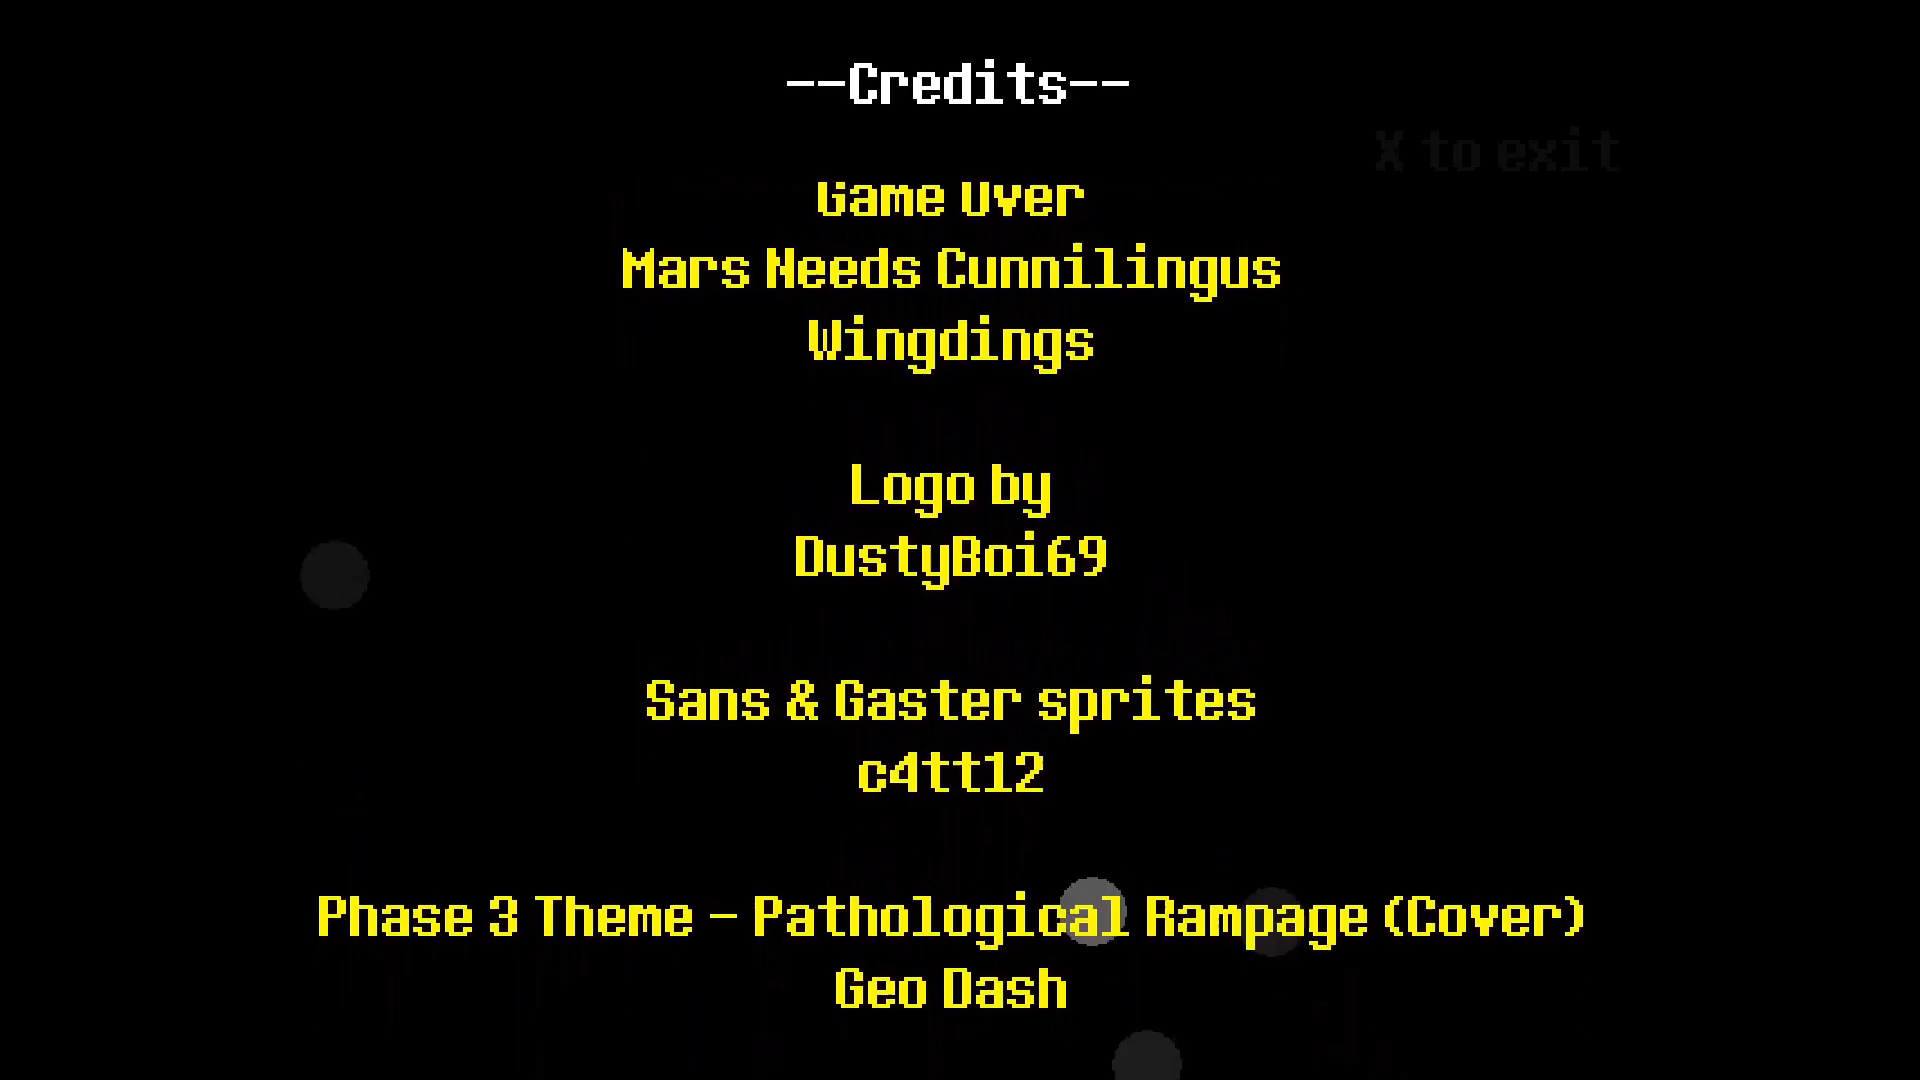 --Credits--
X to exit
Game Over
Mars Needs Cunnilingus
Wingdings
Logo by
DustyBoi69
Sans & Gaster sprites
c4tt12
Phase 3 Theme - Pathological Rampage (Cover)
Geo Dash